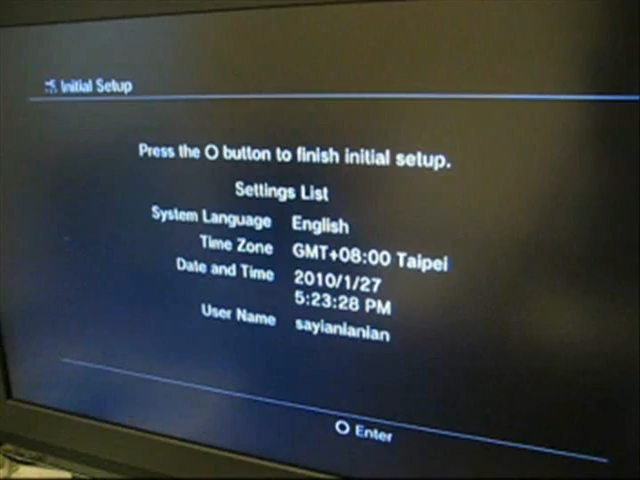 Initial Setup
Press the O button to finish initial setup.
Settings List
System Language English
Time Zone GMT+08:00 Taipei
Date and Time 2010/1/27
5:23:28 PM
User Name sayianianian
O Enter